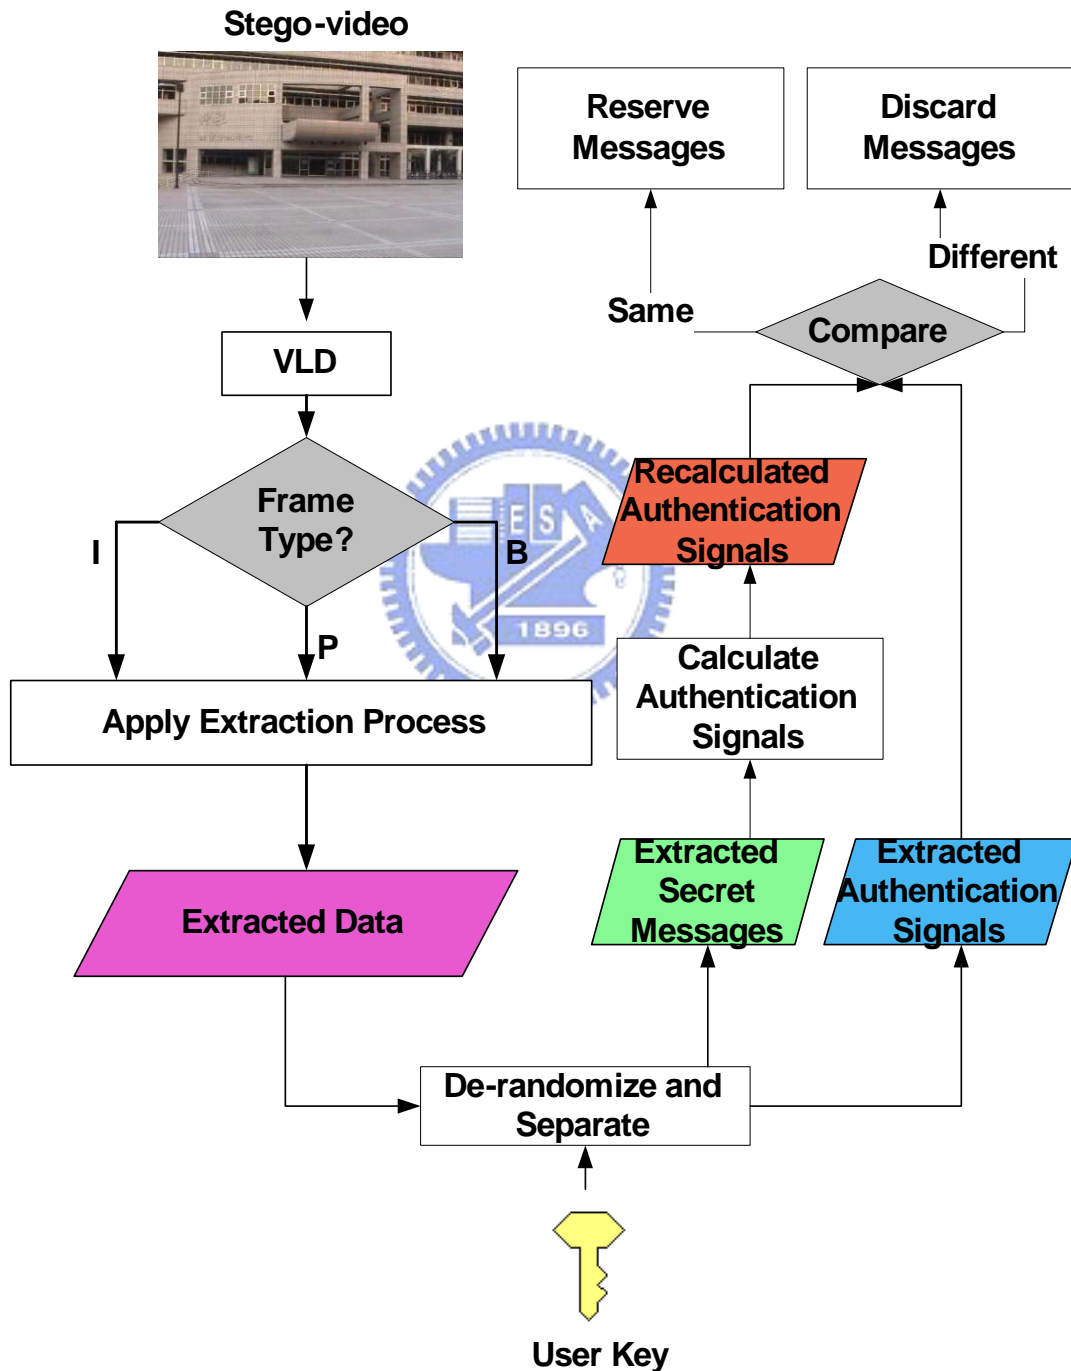 Stego-video
VLD
Frame
Type?
I
P
B
Apply Extraction Process
Extracted Data
De-randomize and
Separate
User Key
Extracted
Secret
Messages
Extracted
Authentication
Signals
Calculate
Authentication
Signals
Recalculated
Authentication
Signals
Compare
Same
Different
Reserve
Messages
Discard
Messages
E S A
1896